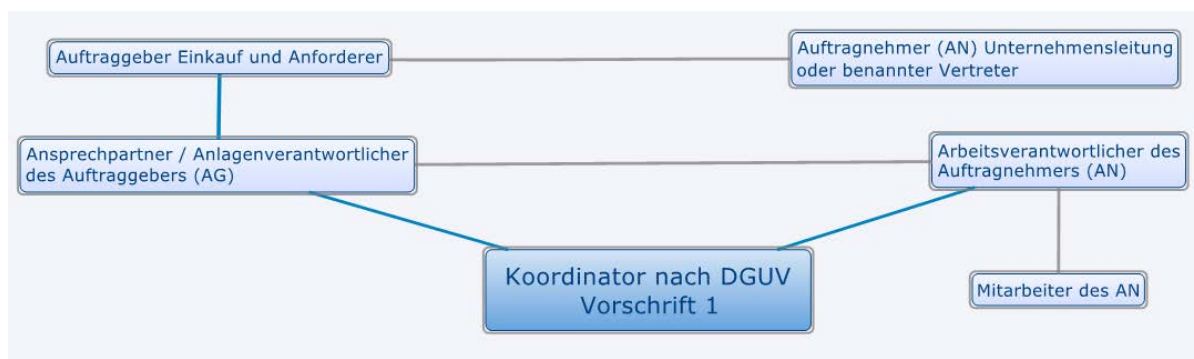 Auftraggeber Einkauf und Anforderer
Auftragnehmer (AN) Unternehmensleitung
oder benannter Vertreter
Ansprechpartner / Anlagenverantwortlicher
des Auftraggebers (AG)
Arbeitsverantwortlicher des
Auftragnehmers (AN)
Koordinator nach DGUV
Vorschrift 1
Mitarbeiter des AN